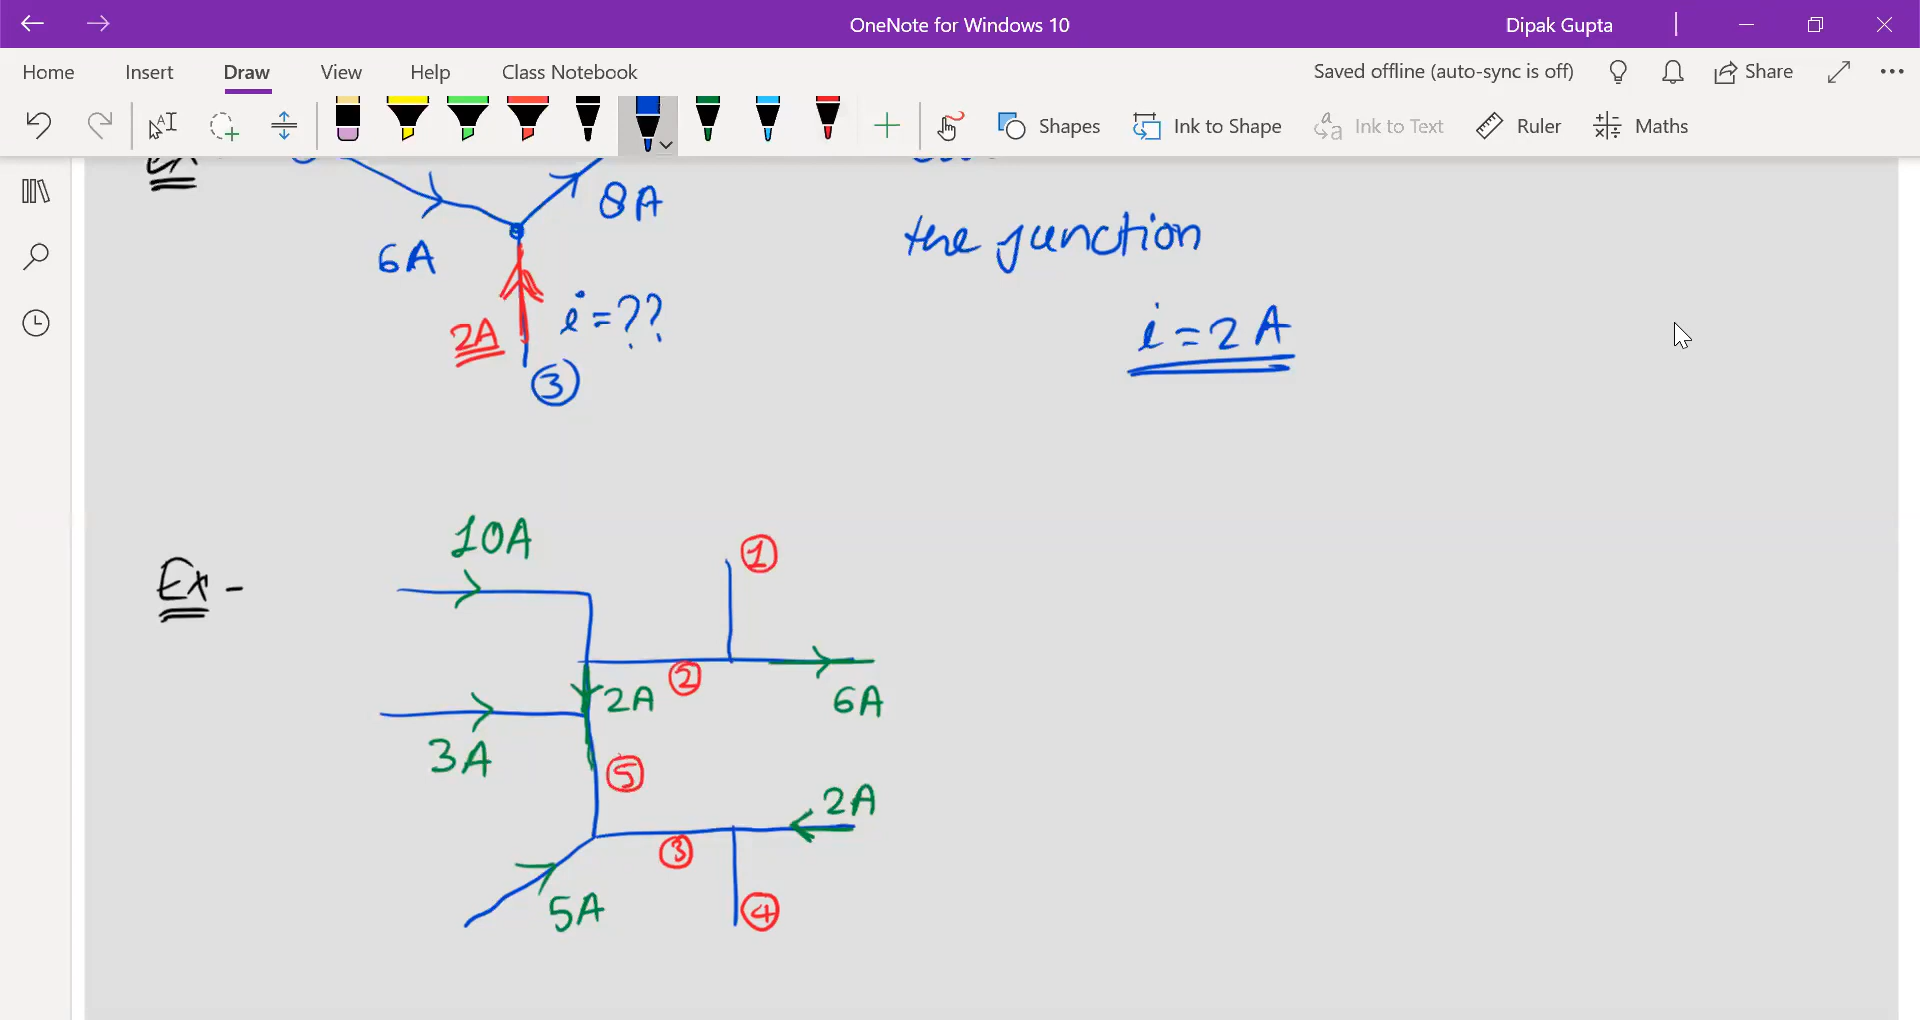 OneNote for Windows 10
Dipak Gupta
Home Insert Draw View Help Class Notebook
Saved offline (auto-sync is off) Share
Shapes Ink to Shape Ink to Text Ruler Maths
8A
6A
the junction
i = ??
2A
i = 2 A
3
10A
Ex -
1
2
2A
6A
3A
5
2A
3
5A
4